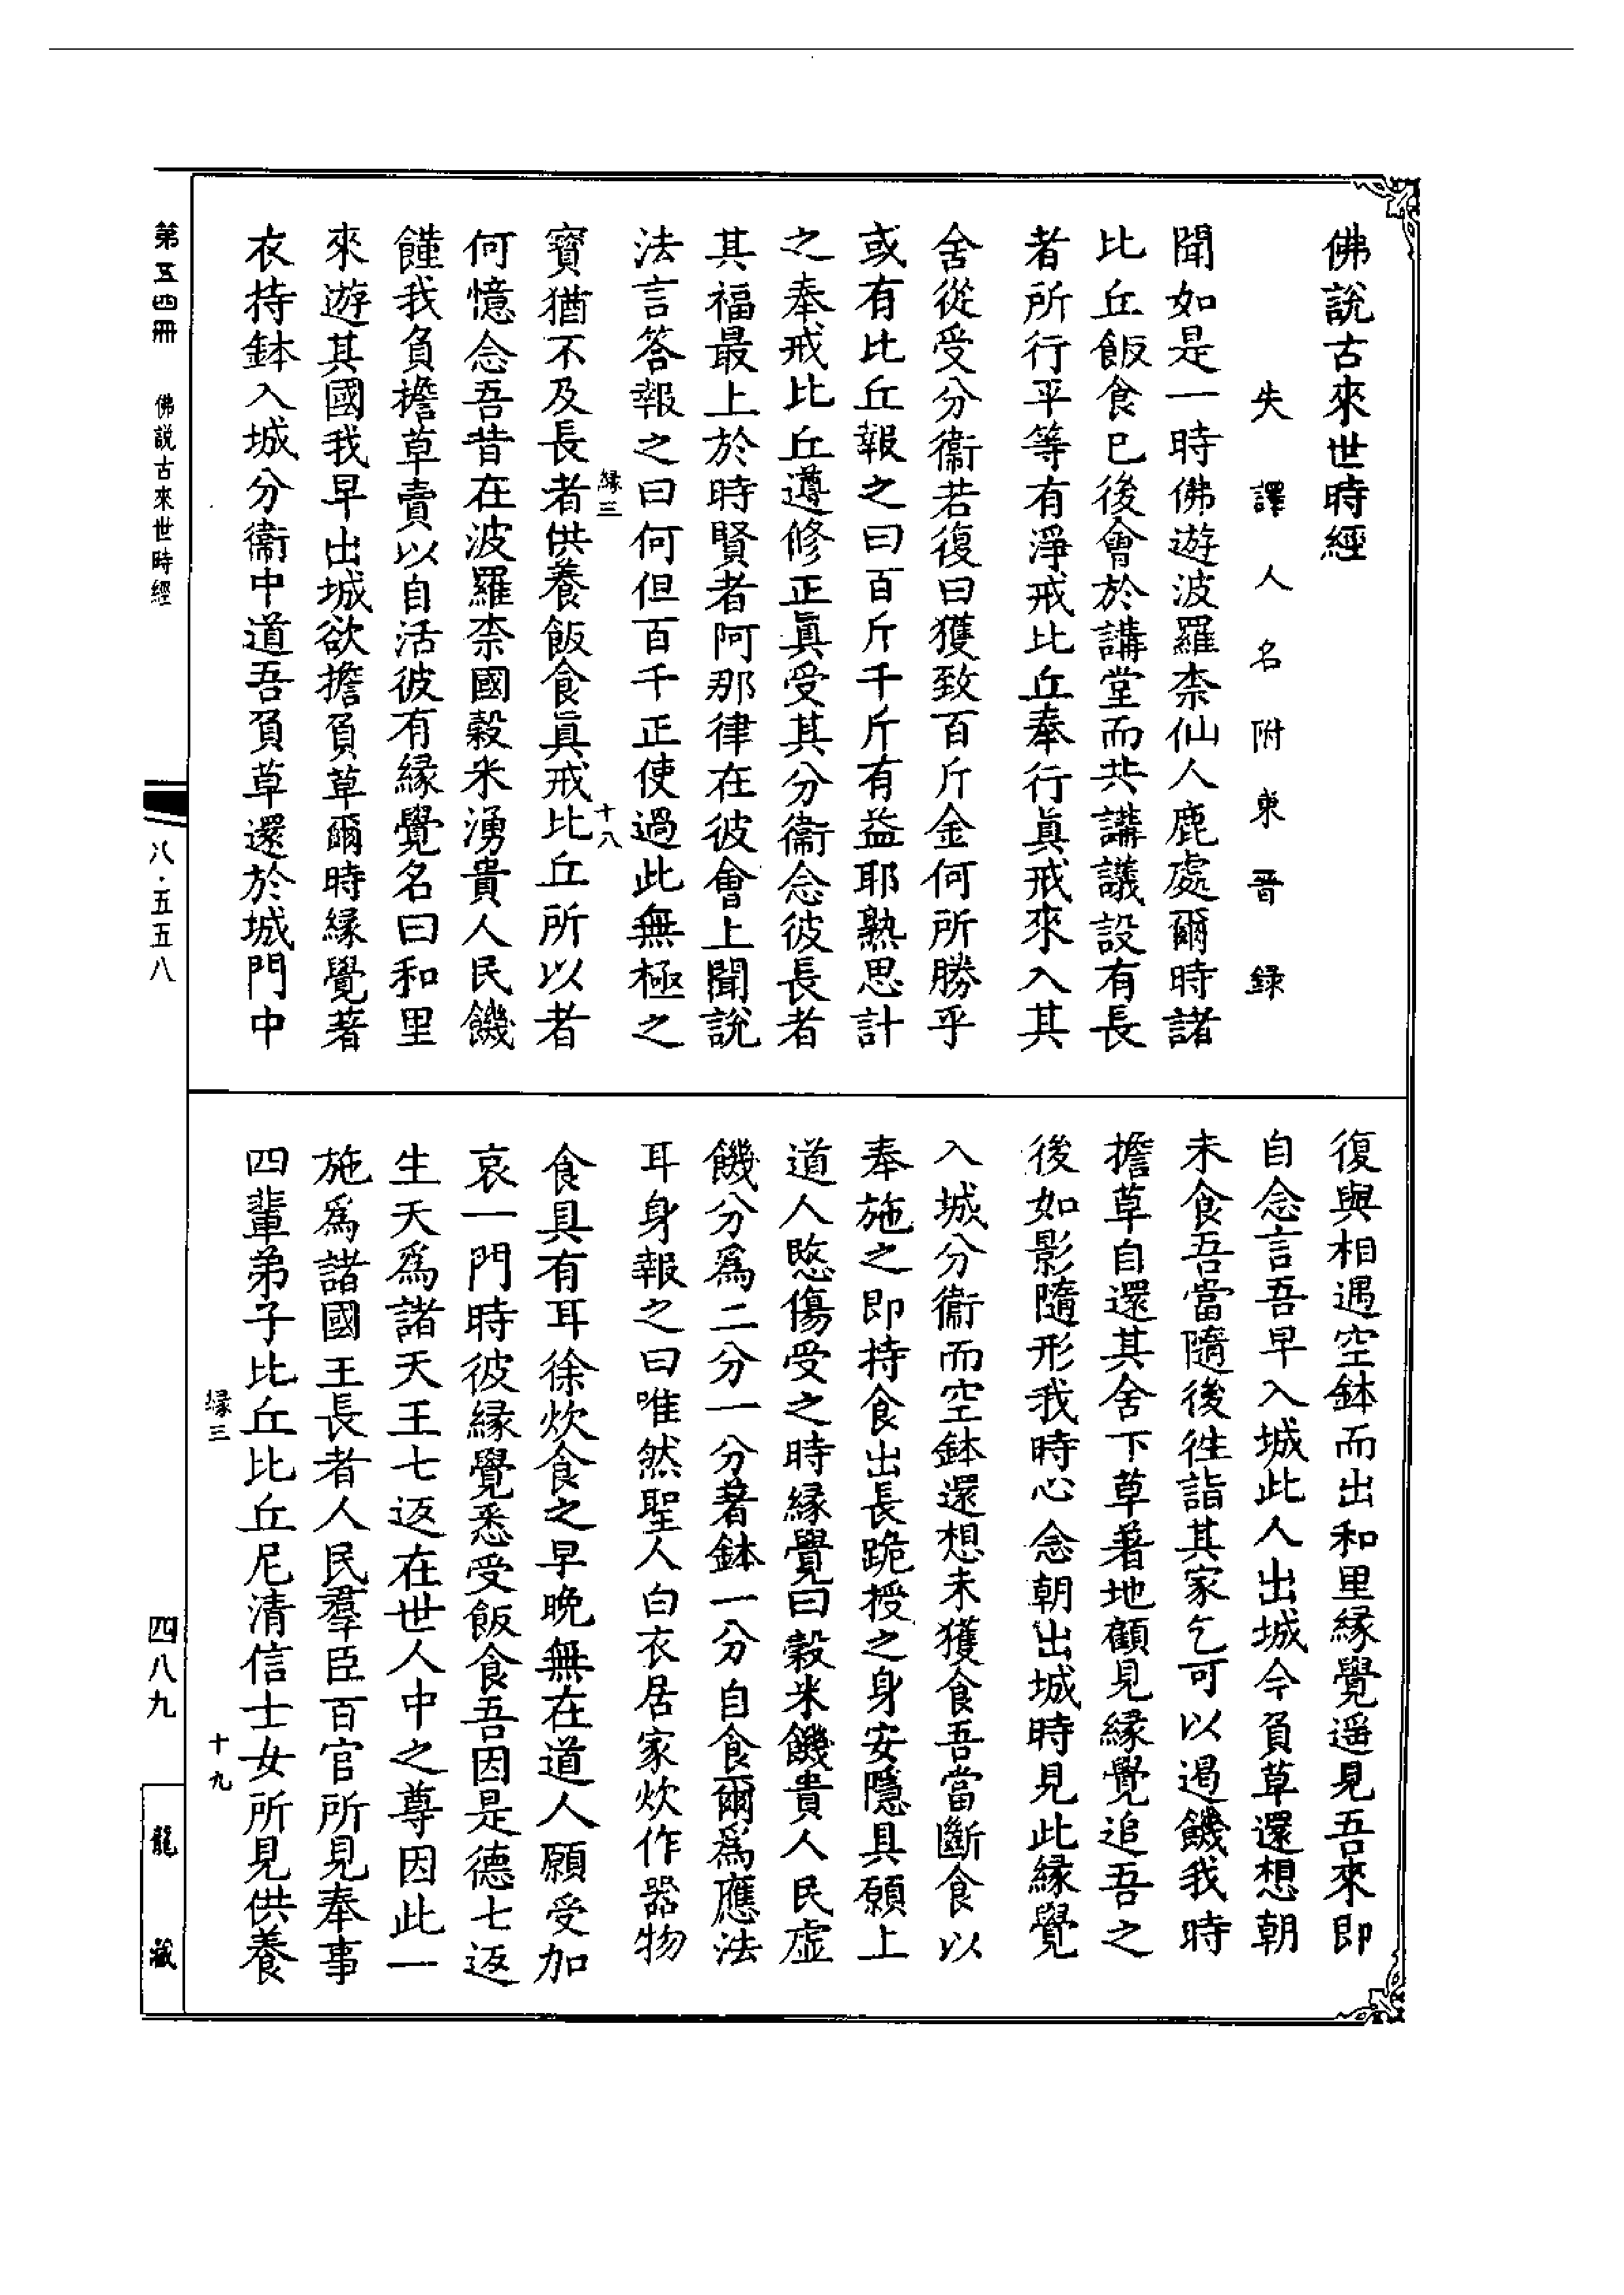 佛說古來世時經
失譯人名附東晉錄
聞如是一時佛遊波羅柰仙人鹿處爾時諸
比丘飯食已後會於講堂而共講議設有長
者所行平等有淨戒比丘奉行眞戒來入其
舍從受分衞若復曰獲致百斤金何所勝乎
或有比丘報之曰百斤千斤有益耶熟思計
之奉戒比丘遵修正眞受其分衞念彼長者
其福最上於時賢者阿那律在彼會上聞說
法言答報之曰何但百千正使過此無極之
寶猶不及長者供養飯食眞戒比丘所以者
緣三
十八
何憶念吾昔在波羅柰國穀米湧貴人民饑
饉我負擔草賣以自活彼有緣覺名曰和里
來遊其國我早出城欲擔負草爾時緣覺著
衣持鉢入城分衞中道吾負草還於城門中
復與相遇空鉢而出和里緣覺遥見吾來即
自念言吾早入城此人出城今負草還想朝
未食吾當隨後徃詣其家乞可以遏饑我時
擔草自還其舍下草著地顧見緣覺追吾之
後如影隨形我時心念朝出城時見此緣覺
入城分衞而空鉢還想未獲食吾當斷食以
奉施之即持食出長跪授之身安隱具願上
道人愍傷受之時緣覺曰穀米饑貴人民虛
饑分爲二分一分著鉢一分自食爾爲應法
耳身報之曰唯然聖人白衣居家炊作器物
食具有耳徐炊食之早晚無在道人願受加
哀一門時彼緣覺悉受飯食吾因是德七返
生天爲諸天王七返在世人中之尊因此一
施爲諸國王長者人民羣臣百官所見奉事
四輩弟子比丘比丘尼清信士女所見供養
緣三
十九
第五四冊 佛説古來世時經
八·五五八
四八九
龍藏